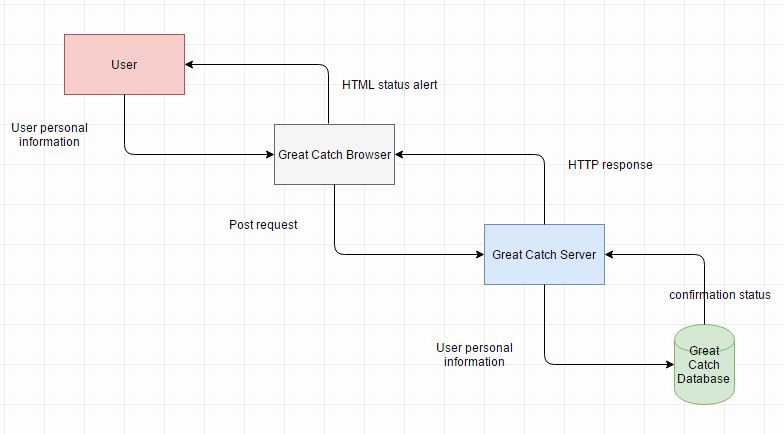 User
HTML status alert
User personal
information
Great Catch Browser
HTTP response
Post request
Great Catch Server
confirmation status
User personal
information
Great
Catch
Database